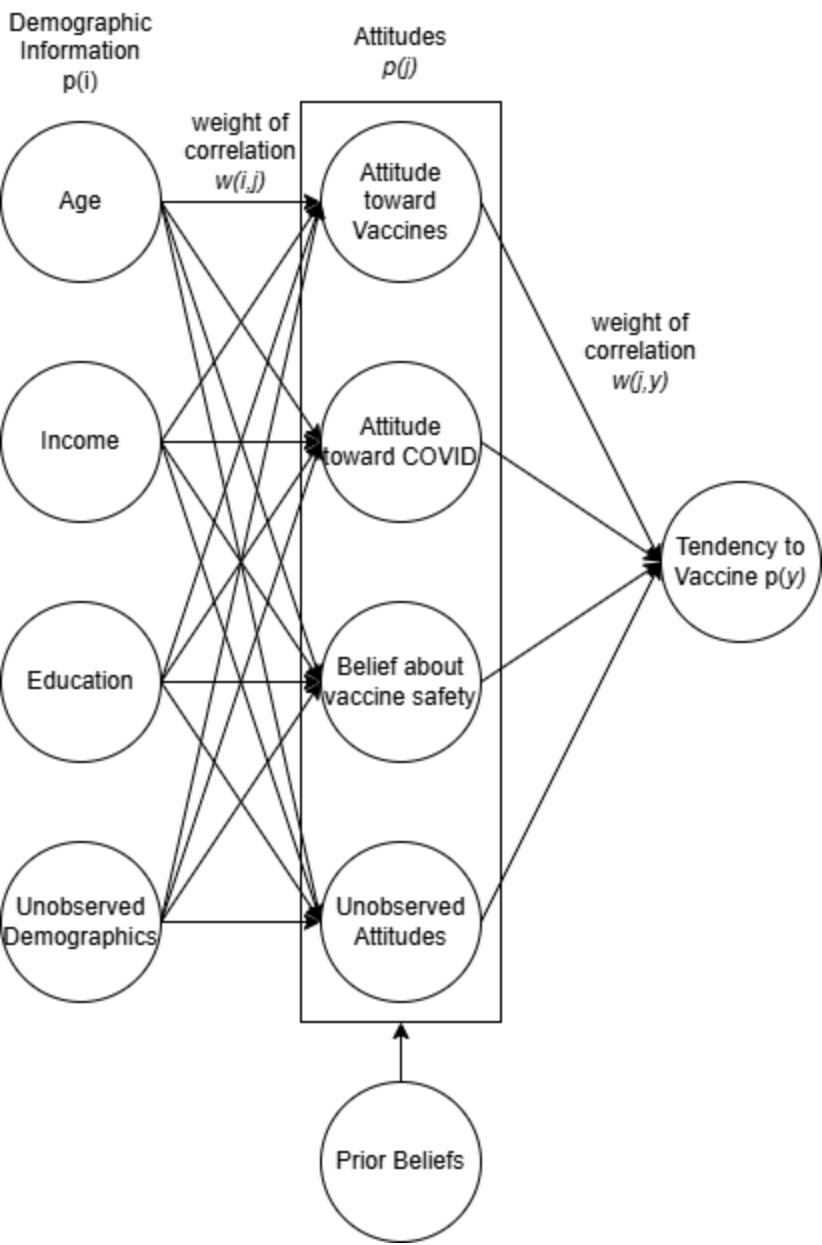 Demographic
Information
p(i)
Attitudes
p(j)
weight of
correlation
w(i,j)
Age
Attitude
toward
Vaccines
weight of
correlation
w(j,y)
Income
Attitude
toward COVID
Tendency to
Vaccine p(y)
Education
Belief about
vaccine safety
Unobserved
Demographics
Unobserved
Attitudes
Prior Beliefs